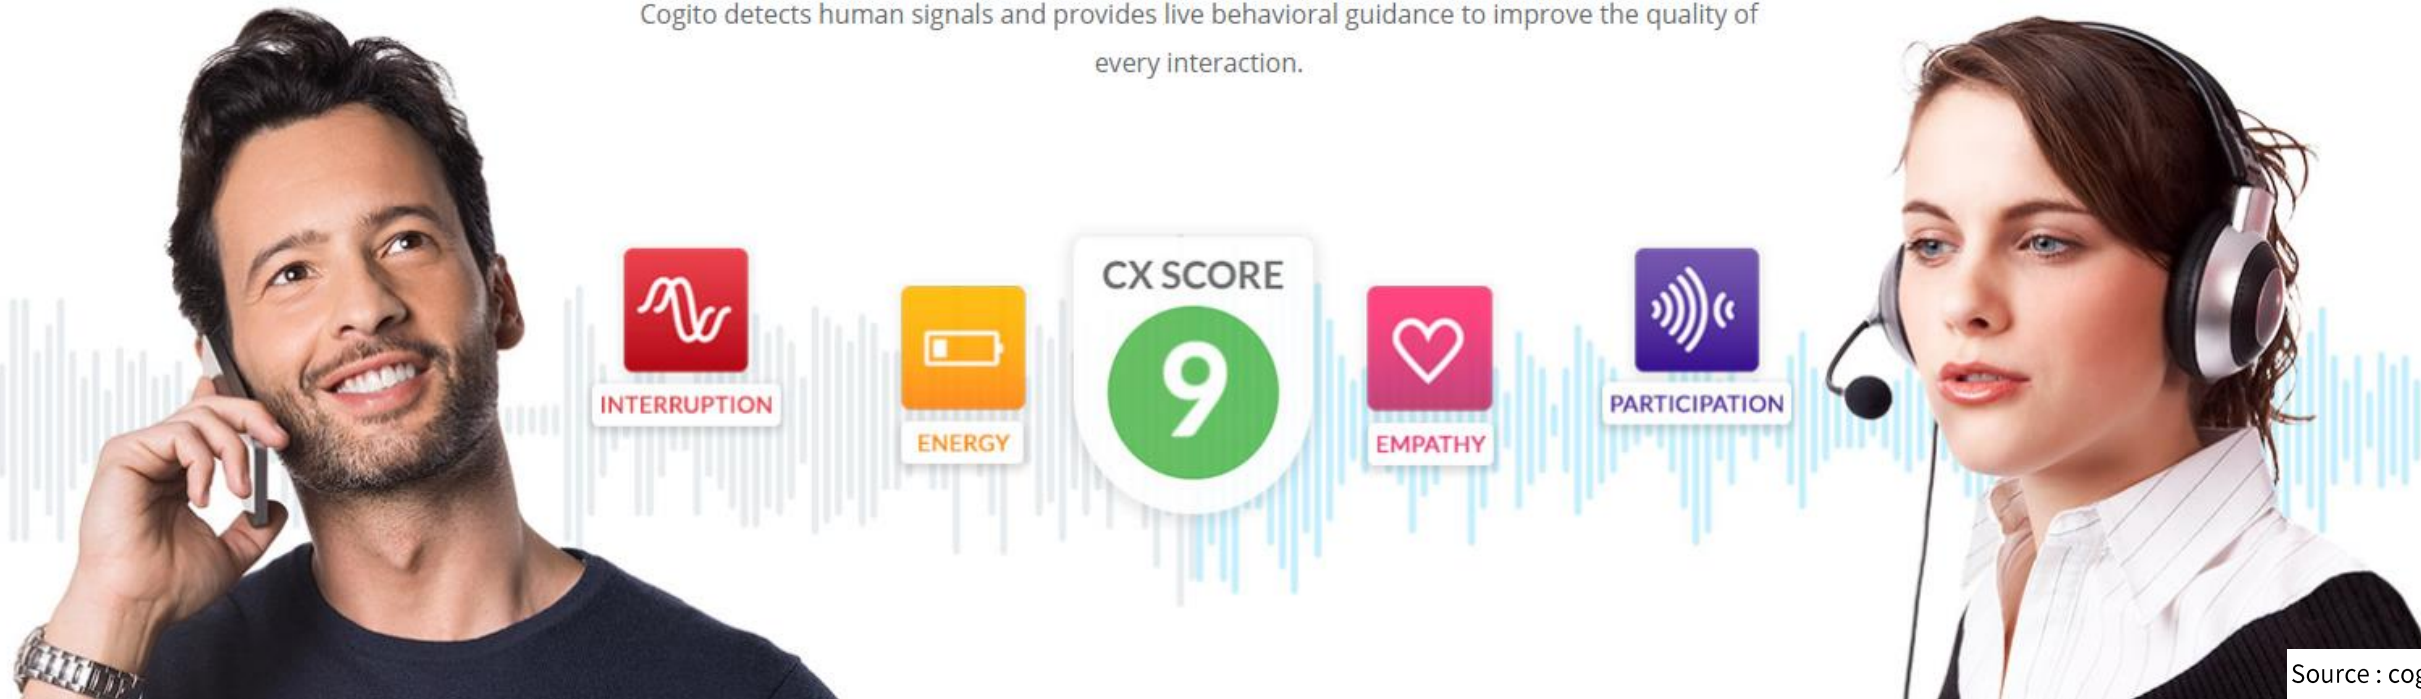 Cogito detects human signals and provides live behavioral guidance to improve the quality of
every interaction.
CX SCORE
9
INTERRUPTION
ENERGY
EMPATHY
PARTICIPATION
Source : cog